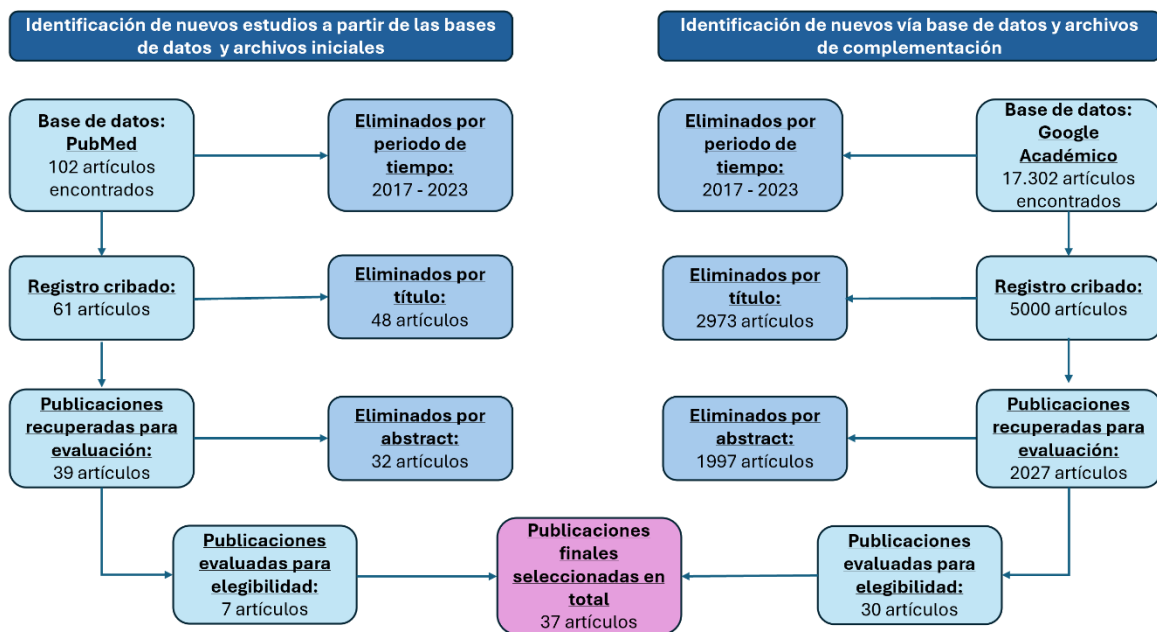 Identificación de nuevos estudios a partir de las bases
de datos y archivos iniciales
Identificación de nuevos vía base de datos y archivos
de complementación
Base de datos:
PubMed
102 artículos
encontrados
Eliminados por
periodo de
tiempo:
2017 - 2023
Eliminados por
periodo de
tiempo:
2017 - 2023
Base de datos:
Google
Académico
17.302 artículos
encontrados
Registro cribado:
61 artículos
Eliminados por
título:
48 artículos
Eliminados por
título:
2973 artículos
Registro cribado:
5000 artículos
Publicaciones
recuperadas para
evaluación:
39 artículos
Eliminados por
abstract:
32 artículos
Eliminados por
abstract:
1997 artículos
Publicaciones
recuperadas para
evaluación:
2027 artículos
Publicaciones
evaluadas para
elegibilidad:
7 artículos
Publicaciones
finales
seleccionadas en
total
37 artículos
Publicaciones
evaluadas para
elegibilidad:
30 artículos